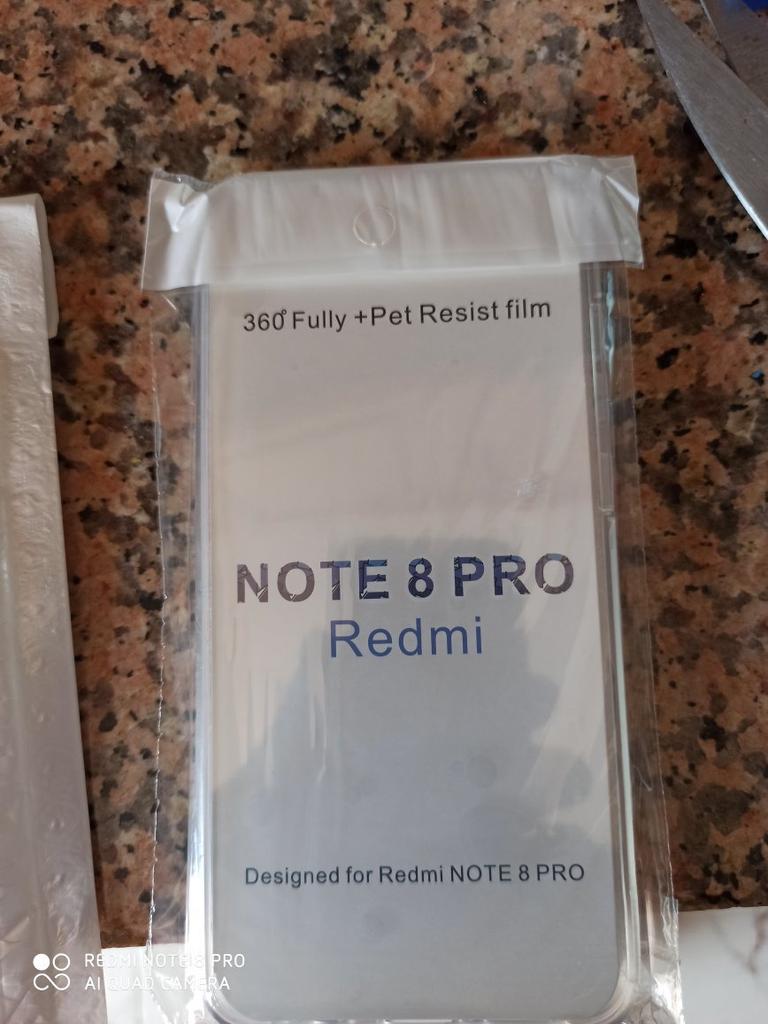 360° Fully +Pet Resist film
NOTE 8 PRO
Redmi
Designed for Redmi NOTE 8 PRO
REDMI NOTE 8 PRO
AI QUAD CAMERA